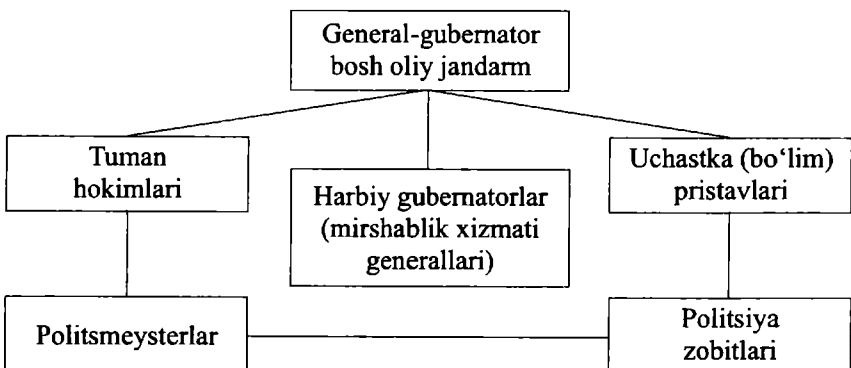 General-gubernator
bosh oliy jandarm
Tuman
hokimlari
Harbiy gubernatorlar
(mirshablik xizmati
generallari)
Uchastka (bo‘lim)
pristavlari
Politsmeysterlar
Politsiya
zobitlari